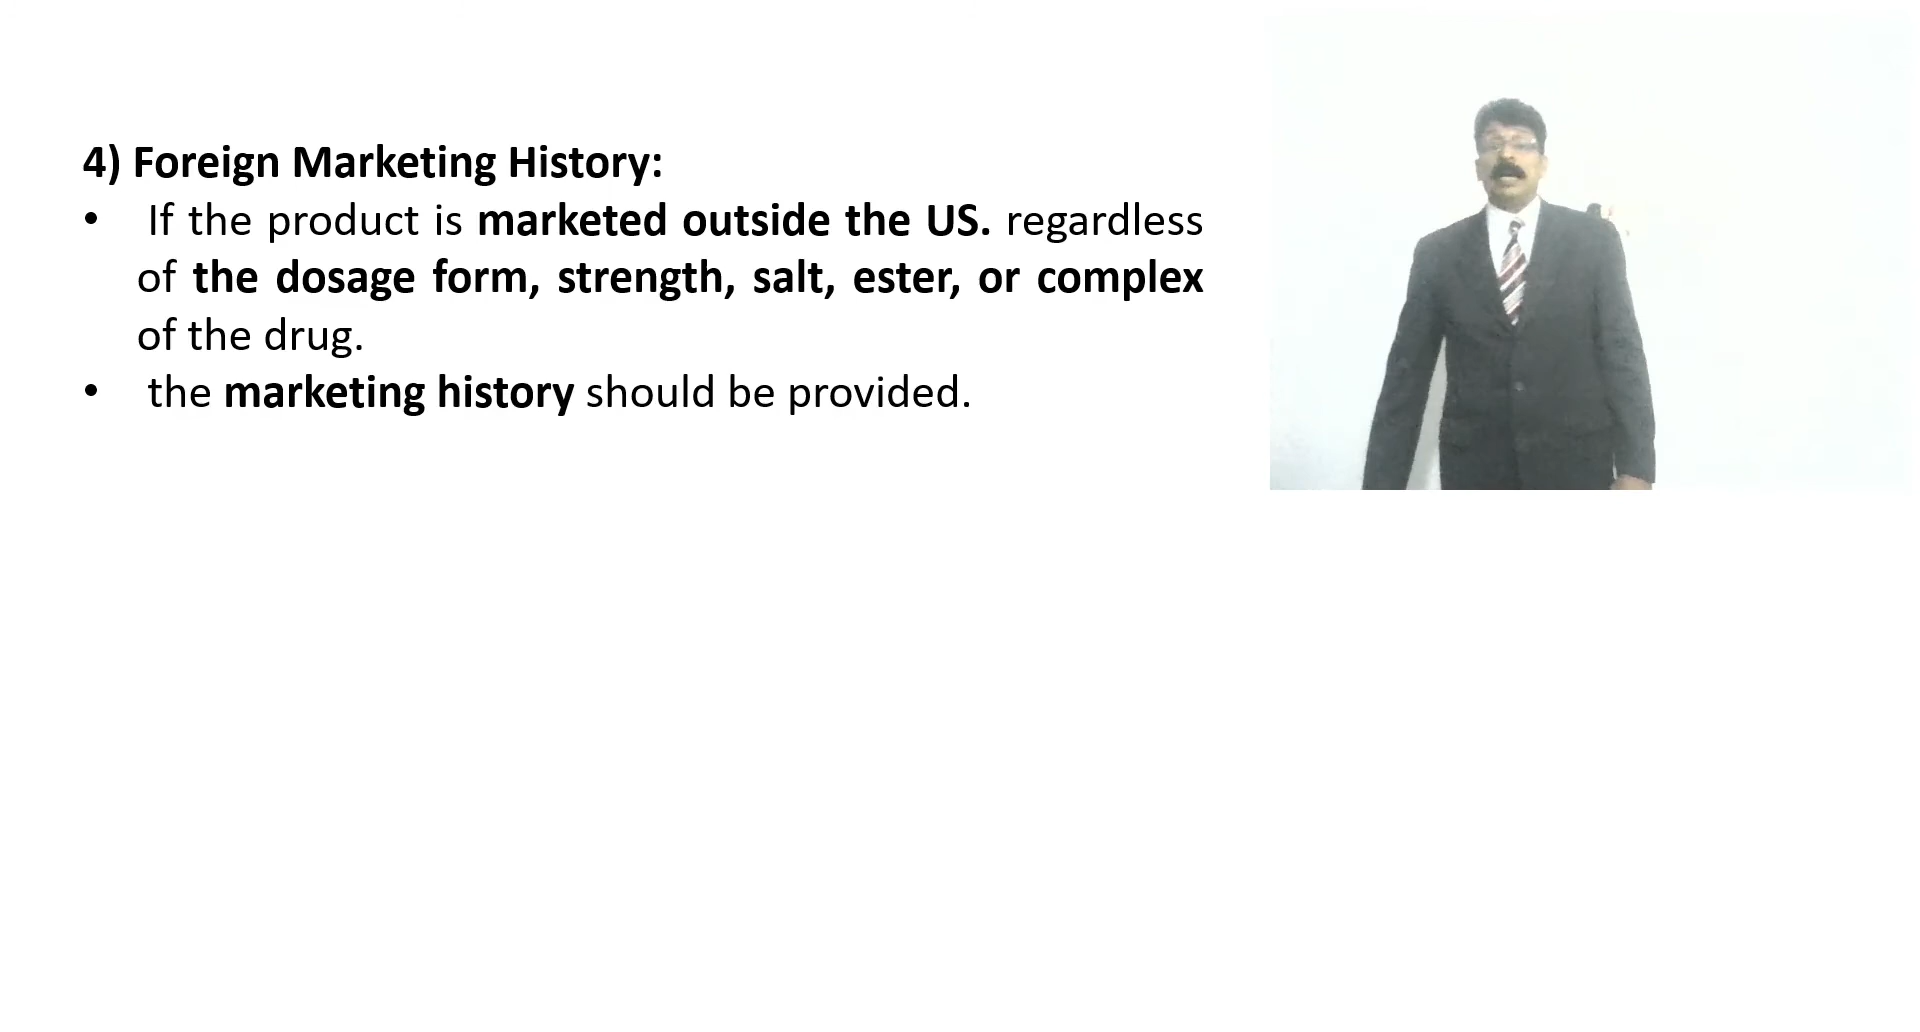 4) Foreign Marketing History:
• If the product is marketed outside the US. regardless
of the dosage form, strength, salt, ester, or complex
of the drug.
• the marketing history should be provided.